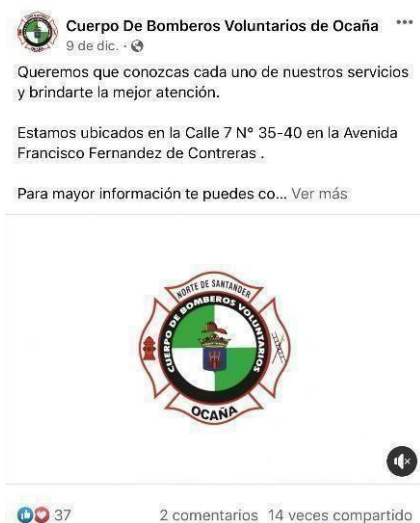 Cuerpo De Bomberos Voluntarios de Ocaña
9 de dic. ·
Queremos que conozcas cada uno de nuestros servicios
y brindarte la mejor atención.
Estamos ubicados en la Calle 7 N° 35-40 en la Avenida
Francisco Fernandez de Contreras .
Para mayor información te puedes co... Ver más
NORTE DE SANTANDER
CUERPO DE BOMBEROS VOLUNTARIOS
OCAÑA
37
2 comentarios 14 veces compartido